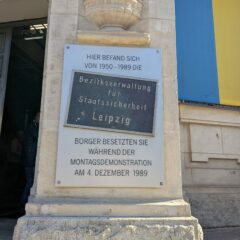 HIER BEFAND SICH
VON 1950 - 1989 DIE
Bezirksverwaltung
für
Staatssicherheit
Leipzig
BÜRGER BESETZTEN SIE
WÄHREND DER
MONTAGSDEMONSTRATION
AM 4. DEZEMBER 1989